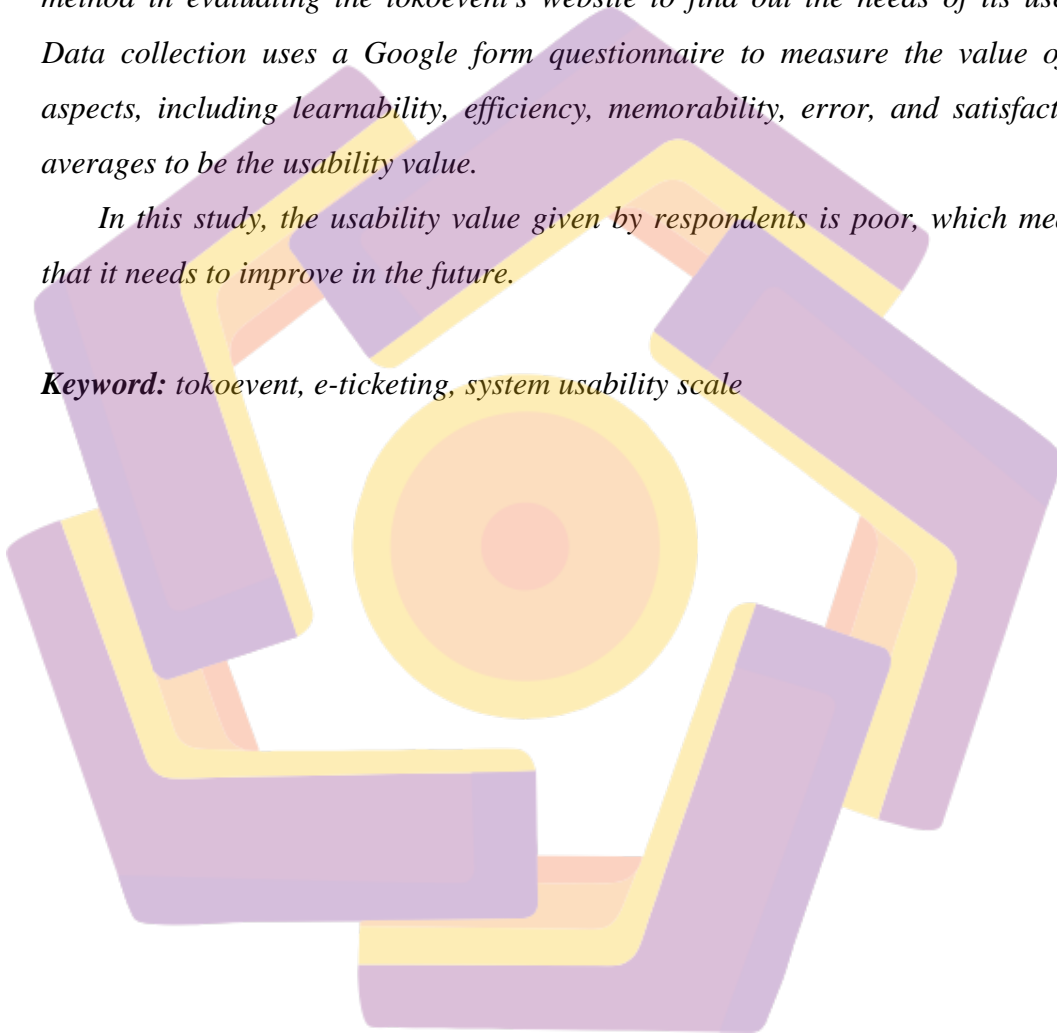 method in evaluating the tokoevent's website to find out the needs of its use
Data collection uses a Google form questionnaire to measure the value o
aspects, including learnability, efficiency, memorability, error, and satisfact
averages to be the usability value.
In this study, the usability value given by respondents is poor, which me
that it needs to improve in the future.
Keyword: tokoevent, e-ticketing, system usability scale